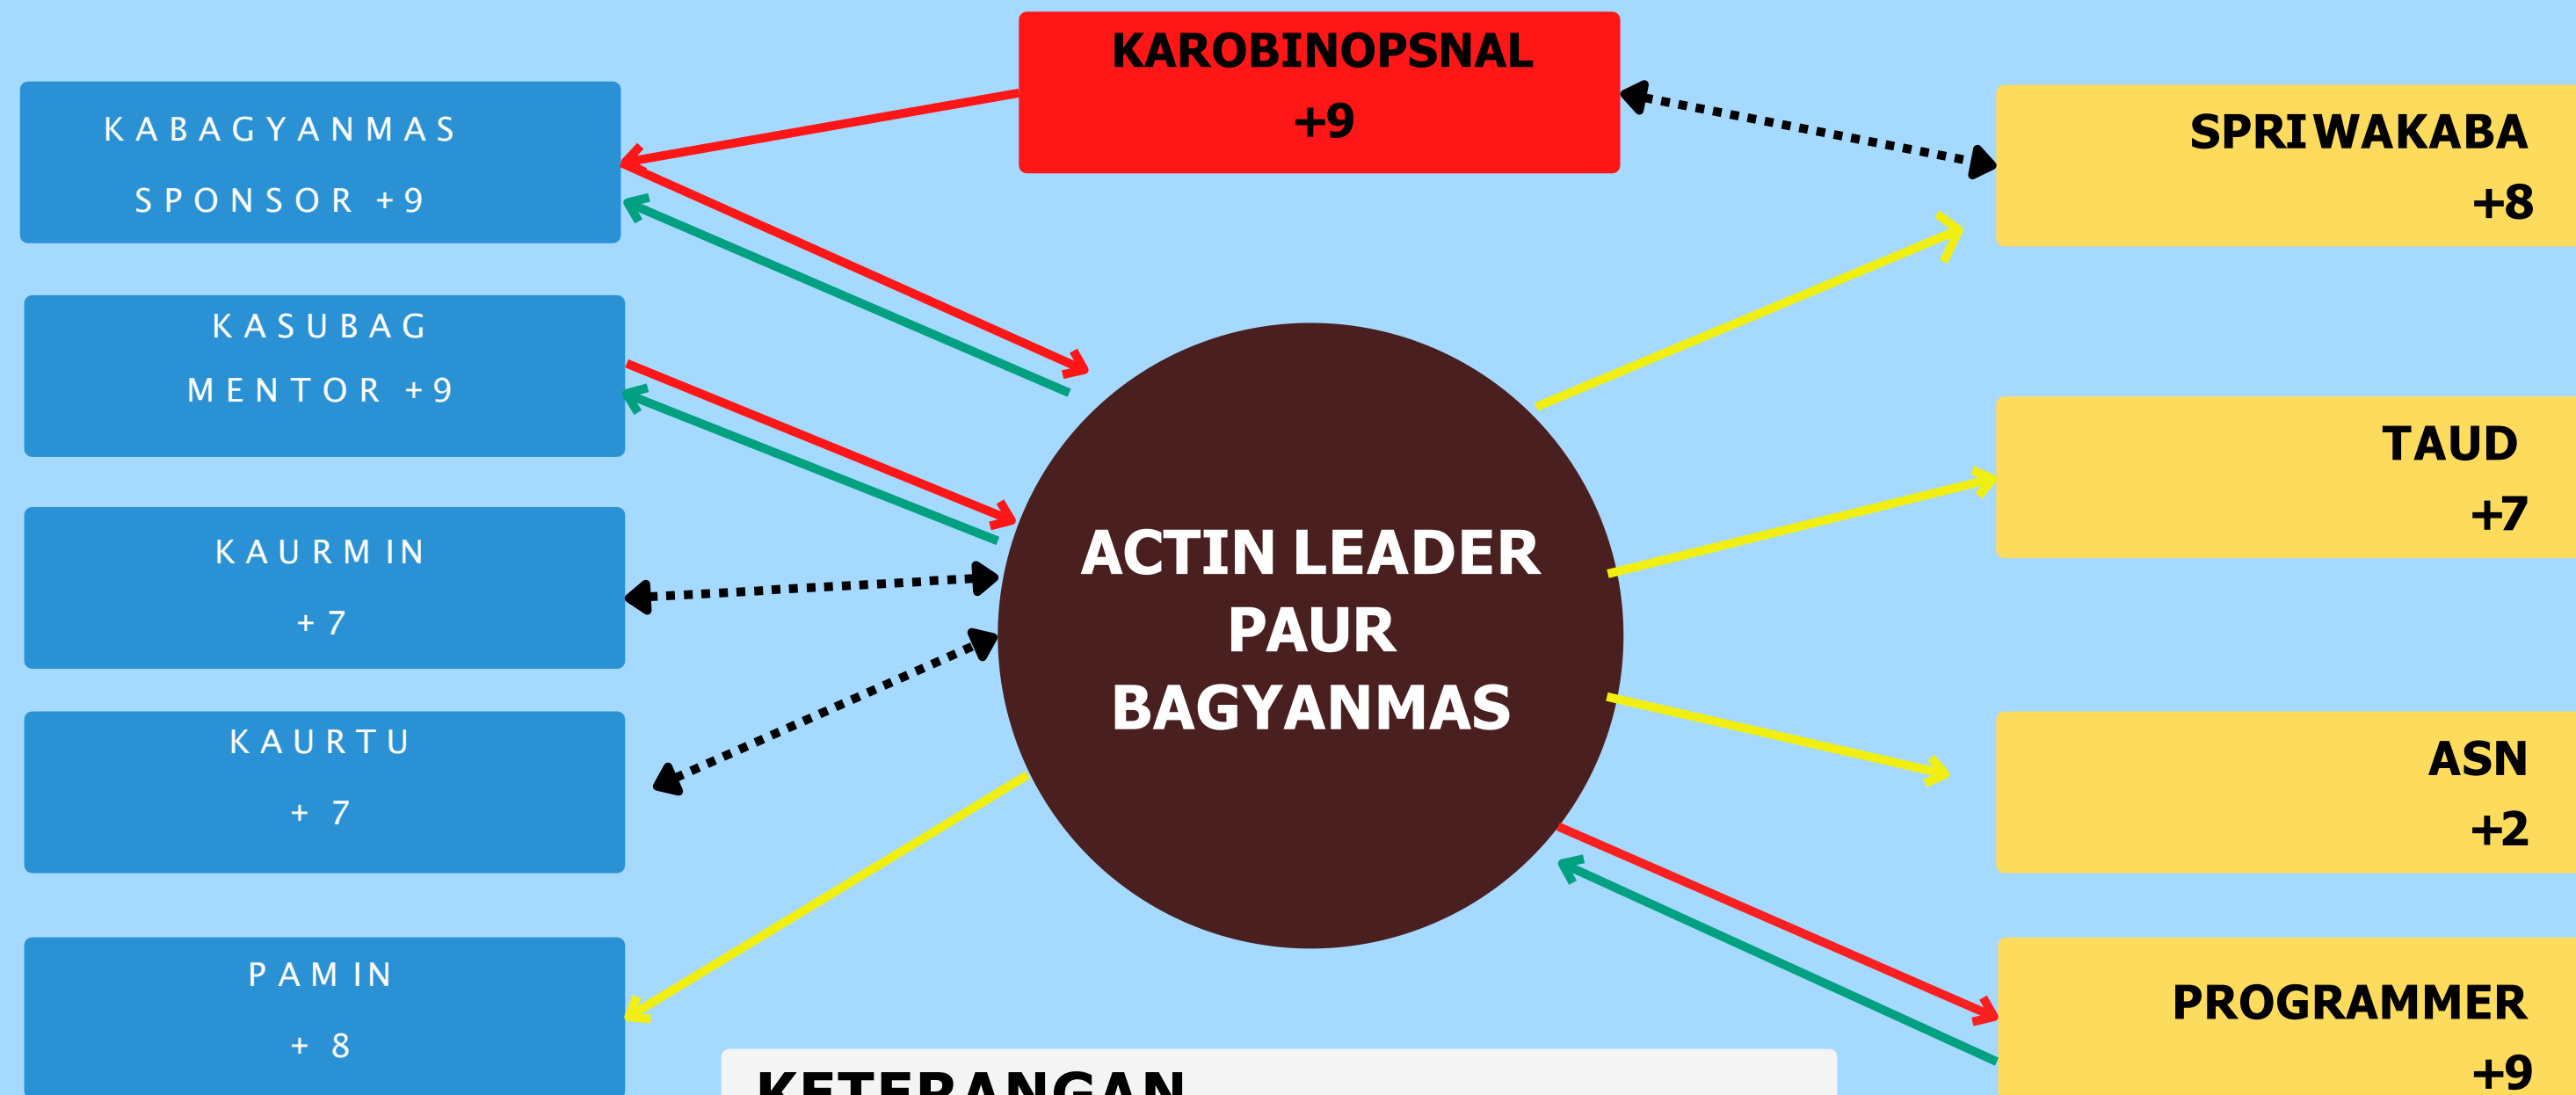 KAROBINOPSNAL
+9
KABAGYANMAS
SPONSOR +9
KASUBAG
MENTOR +9
KAURMIN
+7
KAURTU
+ 7
PAMIN
+ 8
ACTIN LEADER
PAUR
BAGYANMAS
SPRIWAKABA
+8
TAUD
+7
ASN
+2
PROGRAMMER
+9
KETERANGAN